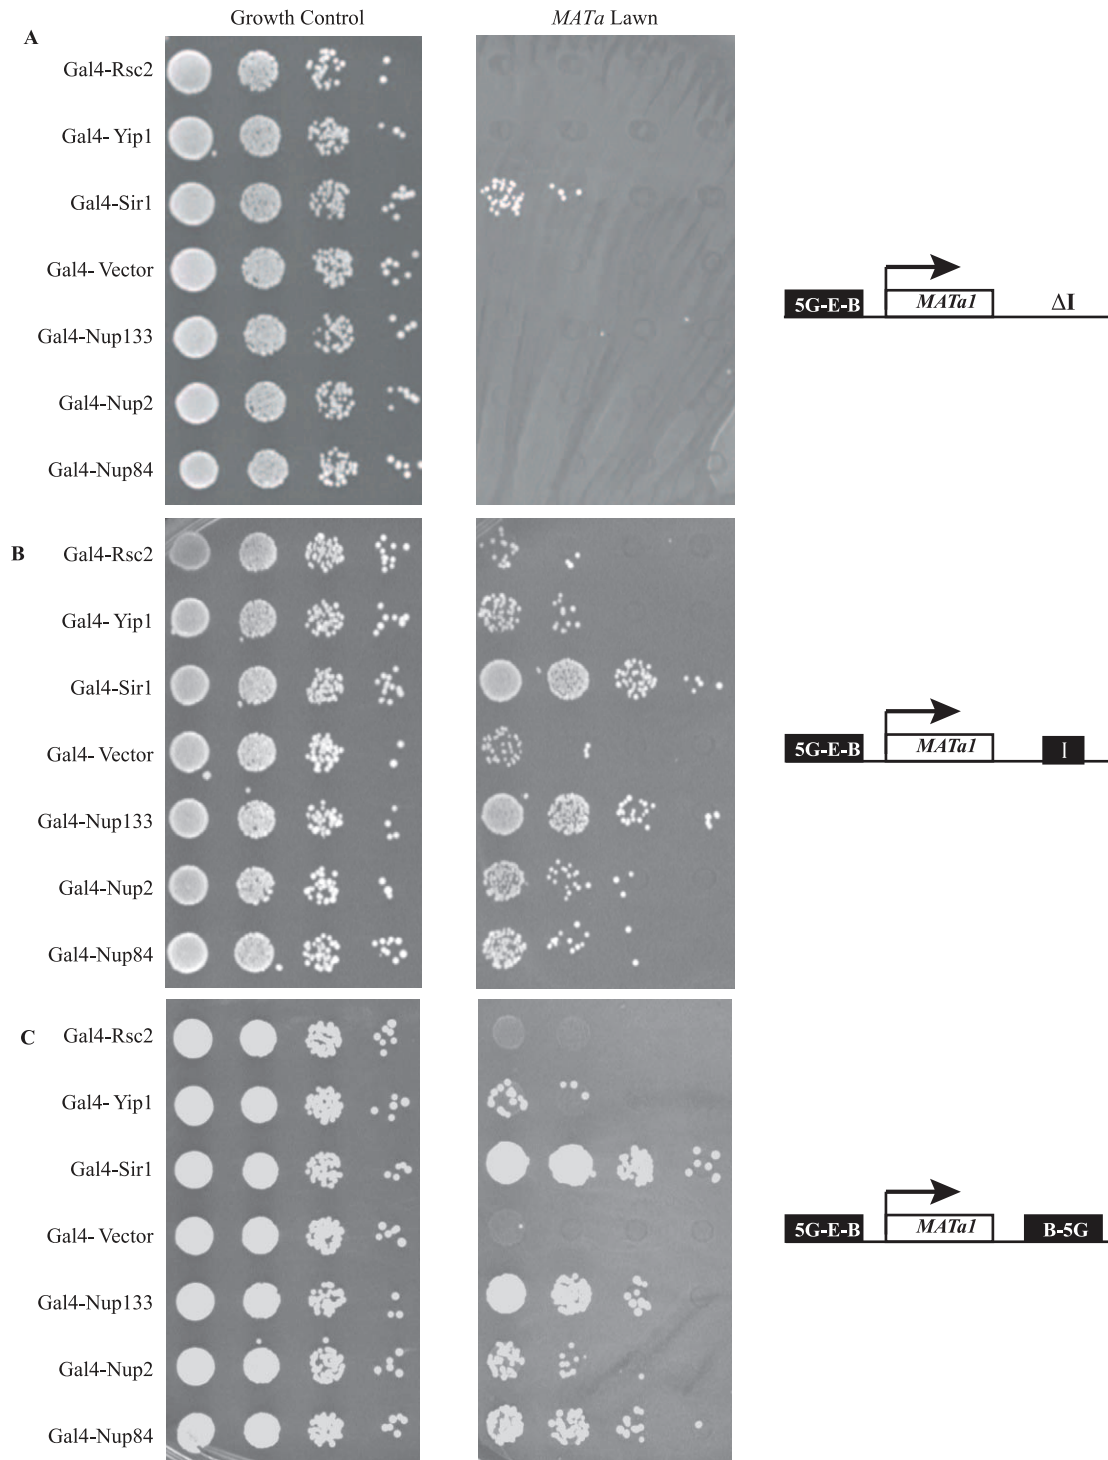 Growth Control
MATa Lawn
A
Gal4-Rsc2
Gal4- Yip1
Gal4-Sir1
Gal4- Vector
Gal4-Nup133
Gal4-Nup2
Gal4-Nup84
5G-E-B
MATa1
ΔI
B
Gal4-Rsc2
Gal4- Yip1
Gal4-Sir1
Gal4- Vector
Gal4-Nup133
Gal4-Nup2
Gal4-Nup84
5G-E-B
MATa1
I
C
Gal4-Rsc2
Gal4- Yip1
Gal4-Sir1
Gal4- Vector
Gal4-Nup133
Gal4-Nup2
Gal4-Nup84
5G-E-B
MATa1
B-5G